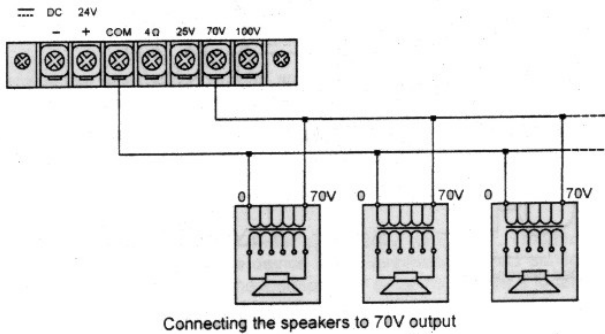 ⎓ DC 24V
− + COM 4Ω 25V 70V 100V
0 70V 0 70V 0 70V
Connecting the speakers to 70V output